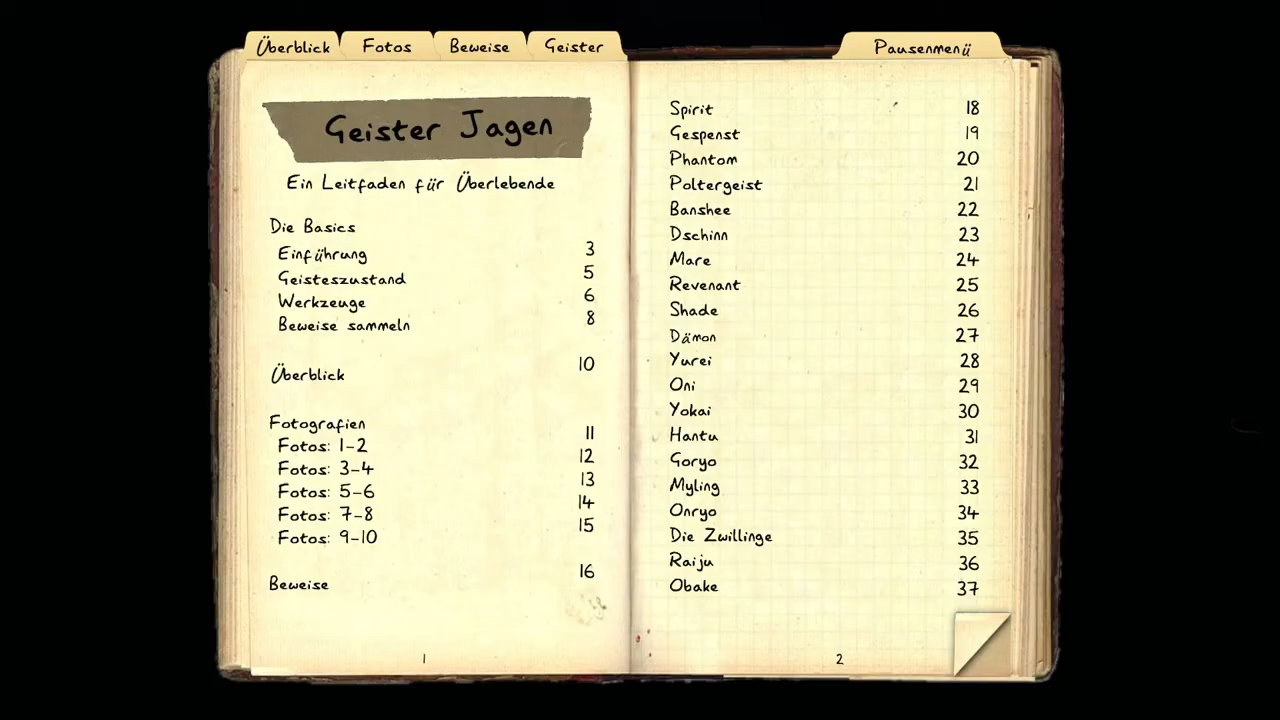 Überblick Fotos Beweise Geister Pausenmenü
Geister Jagen
Ein Leitfaden für Überlebende
Die Basics
Einführung 3
Geisteszustand 5
Werkzeuge 6
Beweise sammeln 8
Überblick 10
Fotografien 11
Fotos: 1-2 12
Fotos: 3-4 13
Fotos: 5-6 14
Fotos: 7-8 15
Fotos: 9-10
Beweise 16
1
Spirit 18
Gespenst 19
Phantom 20
Poltergeist 21
Banshee 22
Dschinn 23
Mare 24
Revenant 25
Shade 26
Dämon 27
Yurei 28
Oni 29
Yokai 30
Hantu 31
Goryo 32
Myling 33
Onryo 34
Die Zwillinge 35
Raiju 36
Obake 37
2